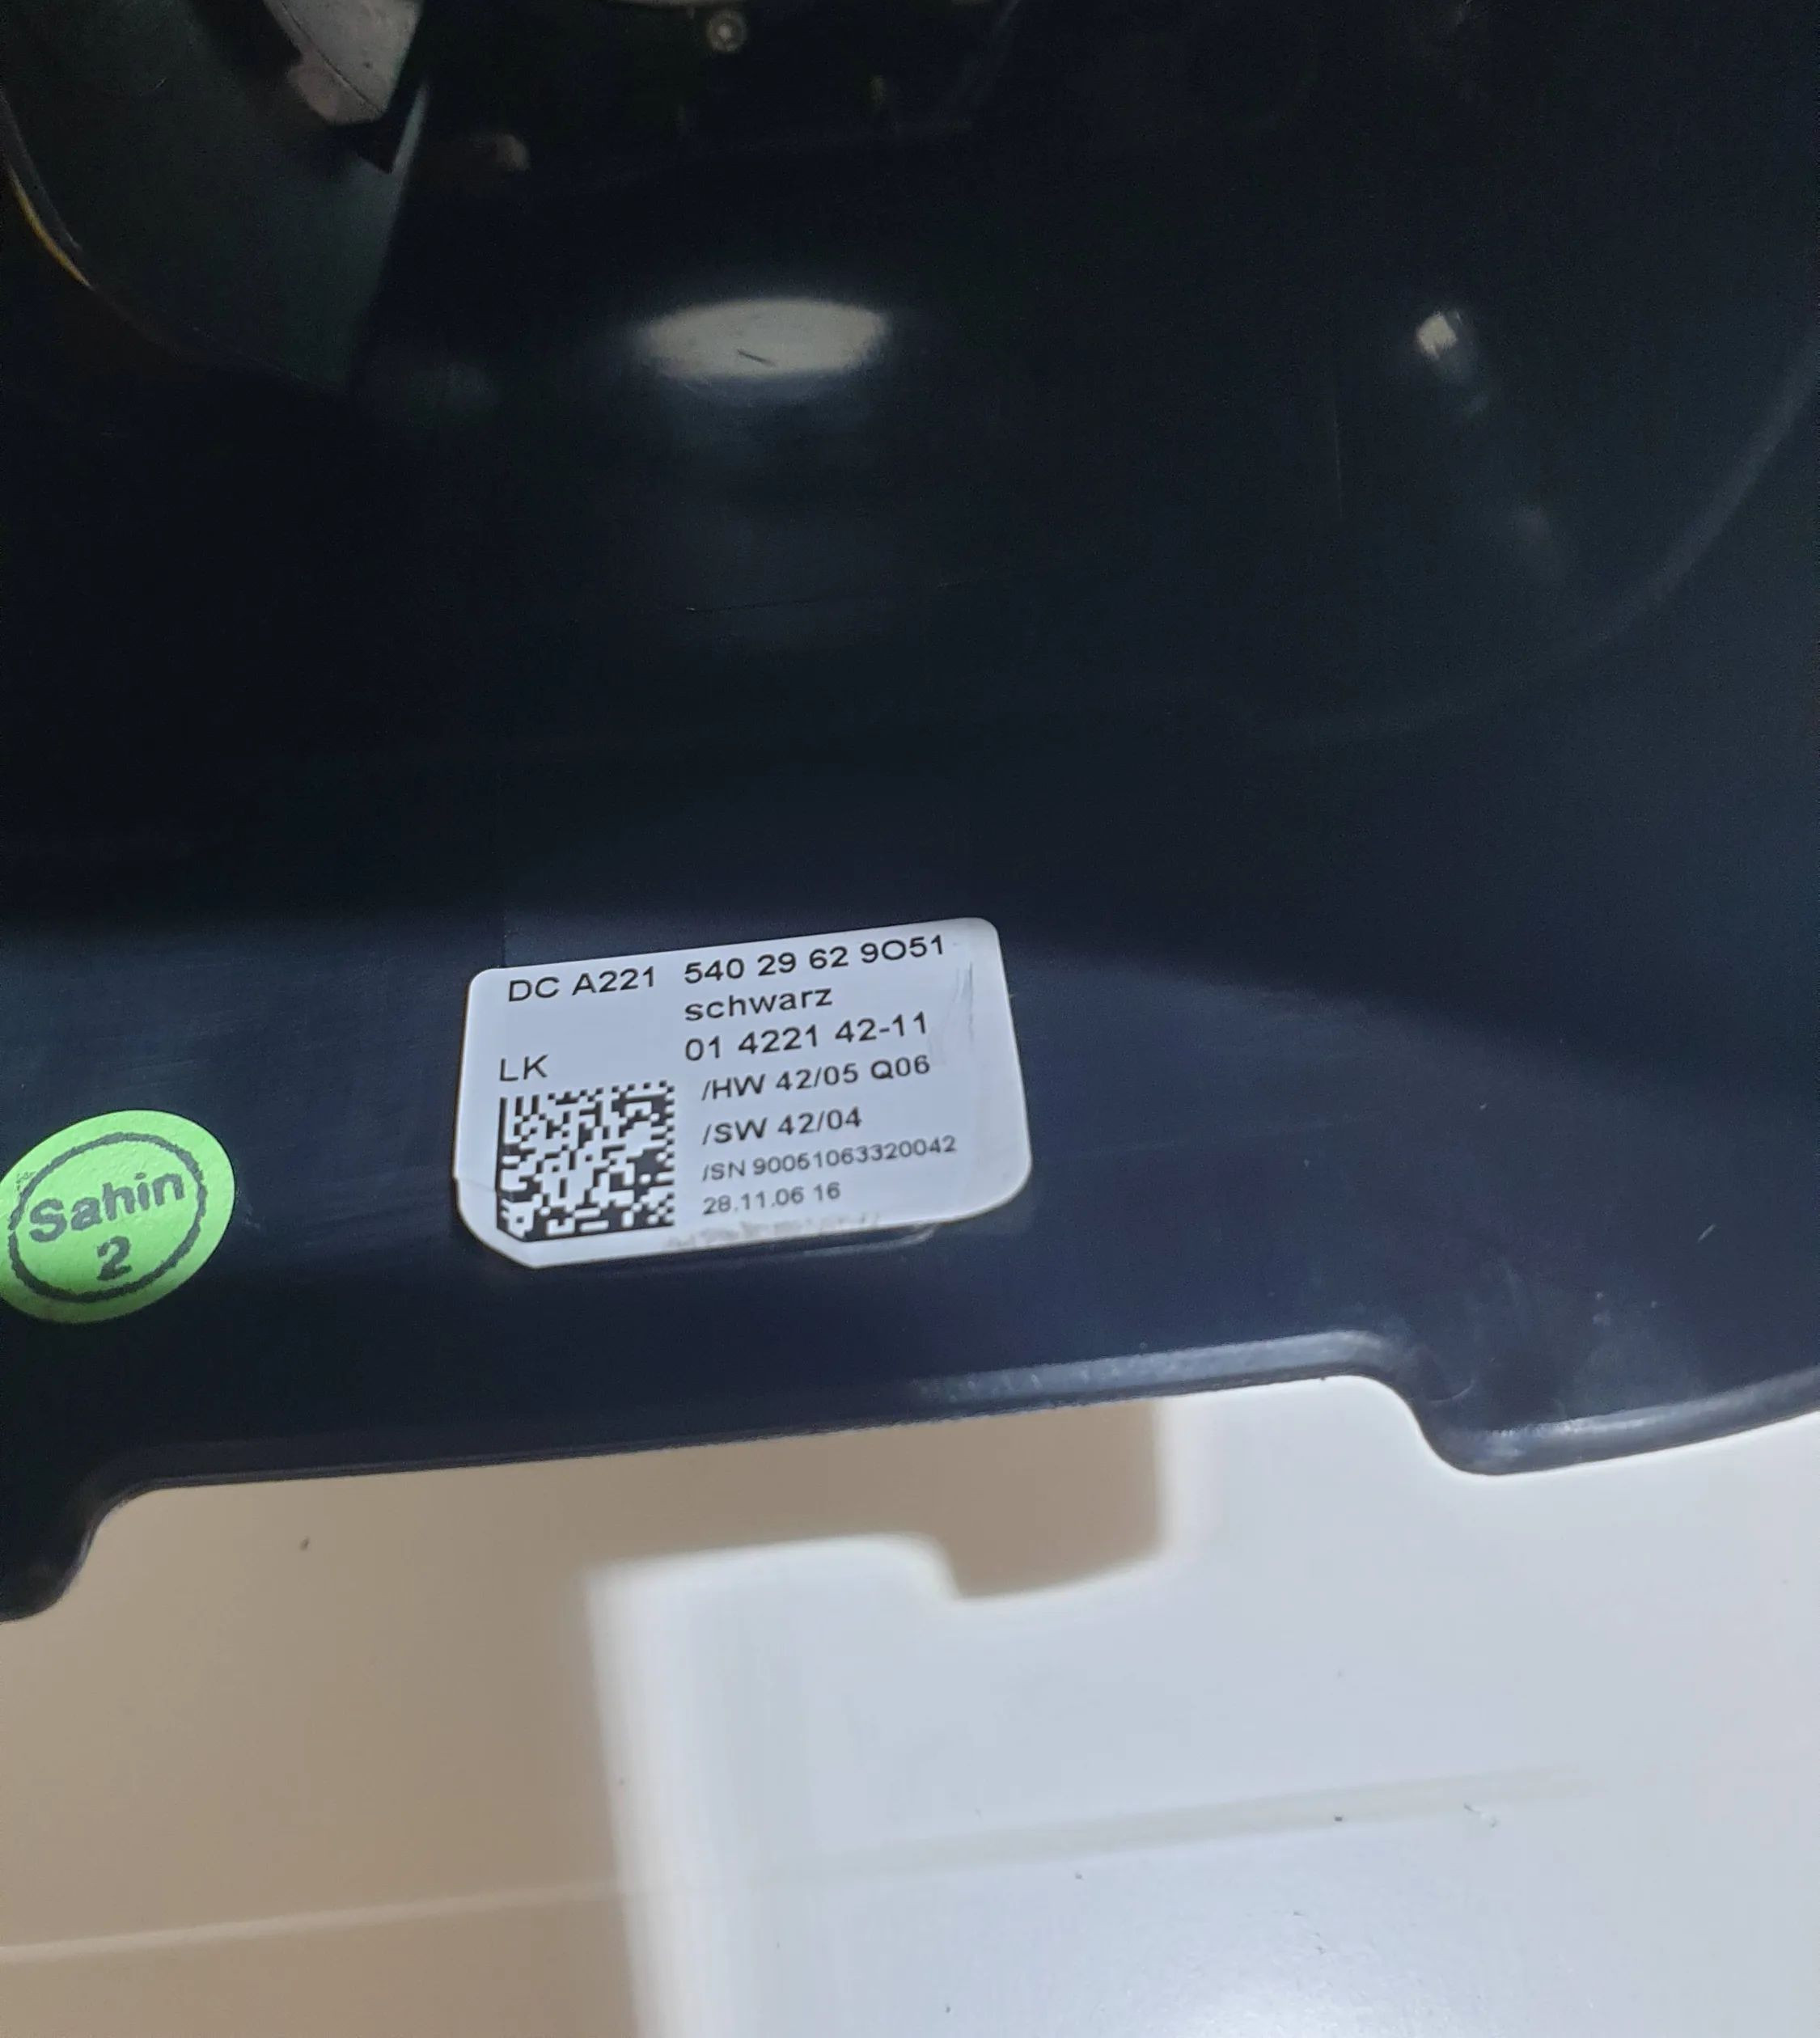 DC A221 540 29 62 9O51
schwarz
01 4221 42-11
LK
/HW 42/05 Q06
/SW 42/04
/SN 90051063320042
28.11.06 16
Sahin
2